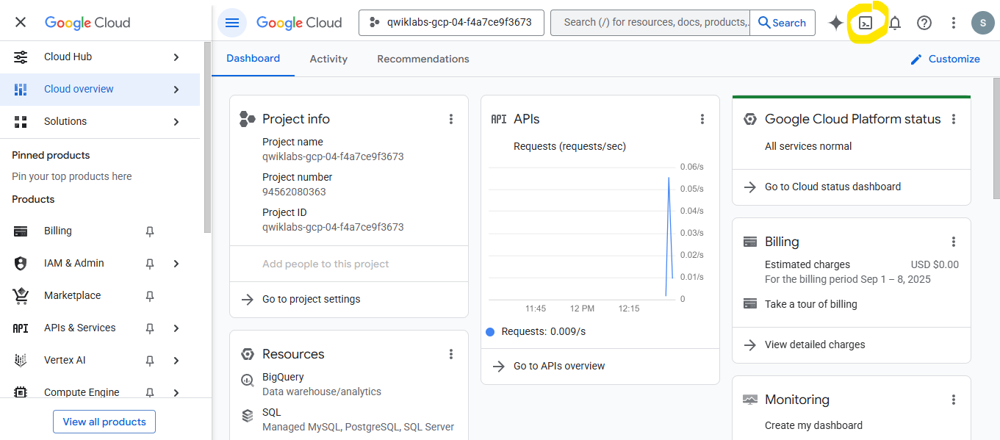 Google Cloud
Cloud Hub
Cloud overview
Solutions
Pinned products
Pin your top products here
Products
Billing
IAM & Admin
Marketplace
API APIs & Services
Vertex AI
Compute Engine
View all products
Google Cloud
qwiklabs-gcp-04-f4a7ce9f3673
Search (/) for resources, docs, products,.
Search
S
Dashboard
Activity
Recommendations
Customize
Project info
Project name
qwiklabs-gcp-04-f4a7ce9f3673
Project number
94562080363
Project ID
qwiklabs-gcp-04-f4a7ce9f3673
Add people to this project
Go to project settings
Resources
BigQuery
Data warehouse/analytics
SQL
Managed MySQL, PostgreSQL, SQL Server
API APIs
Requests (requests/sec)
0.06/s
0.05/s
0.04/s
0.03/s
0.02/s
0.01/s
0
11:45 12 PM 12:15
Requests: 0.009/s
Go to APIs overview
Google Cloud Platform status
All services normal
Go to Cloud status dashboard
Billing
Estimated charges USD $0.00
For the billing period Sep 1 – 8, 2025
Take a tour of billing
View detailed charges
Monitoring
Create my dashboard